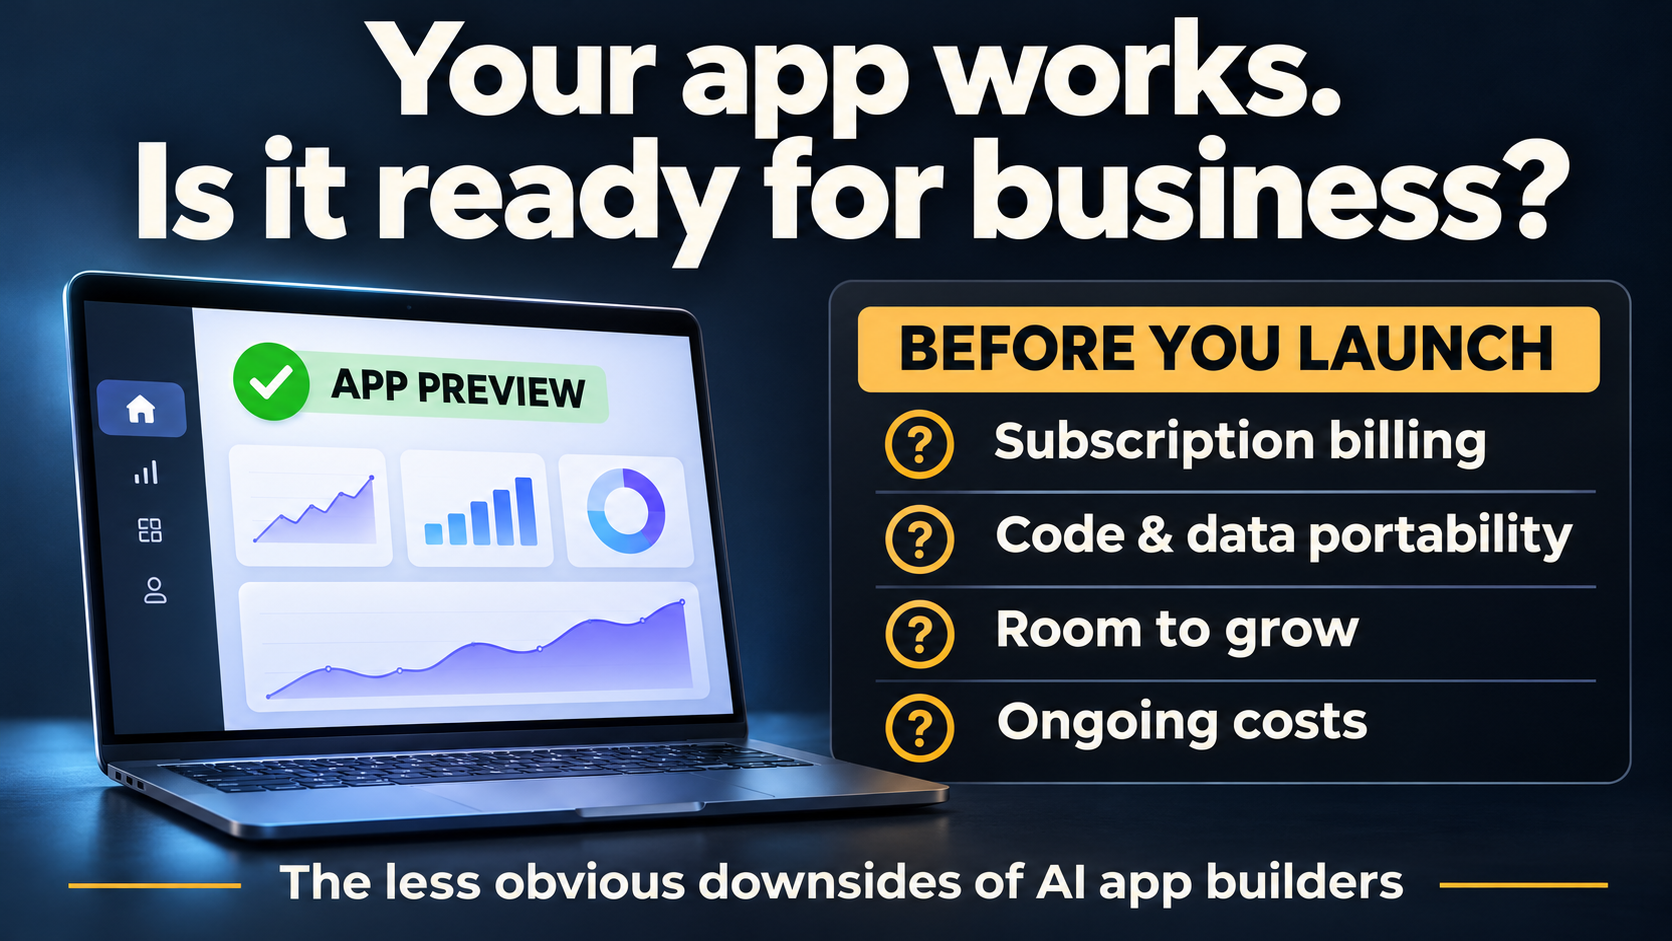 Your app works.
Is it ready for business?
APP PREVIEW
BEFORE YOU LAUNCH
Subscription billing
Code & data portability
Room to grow
Ongoing costs
The less obvious downsides of AI app builders